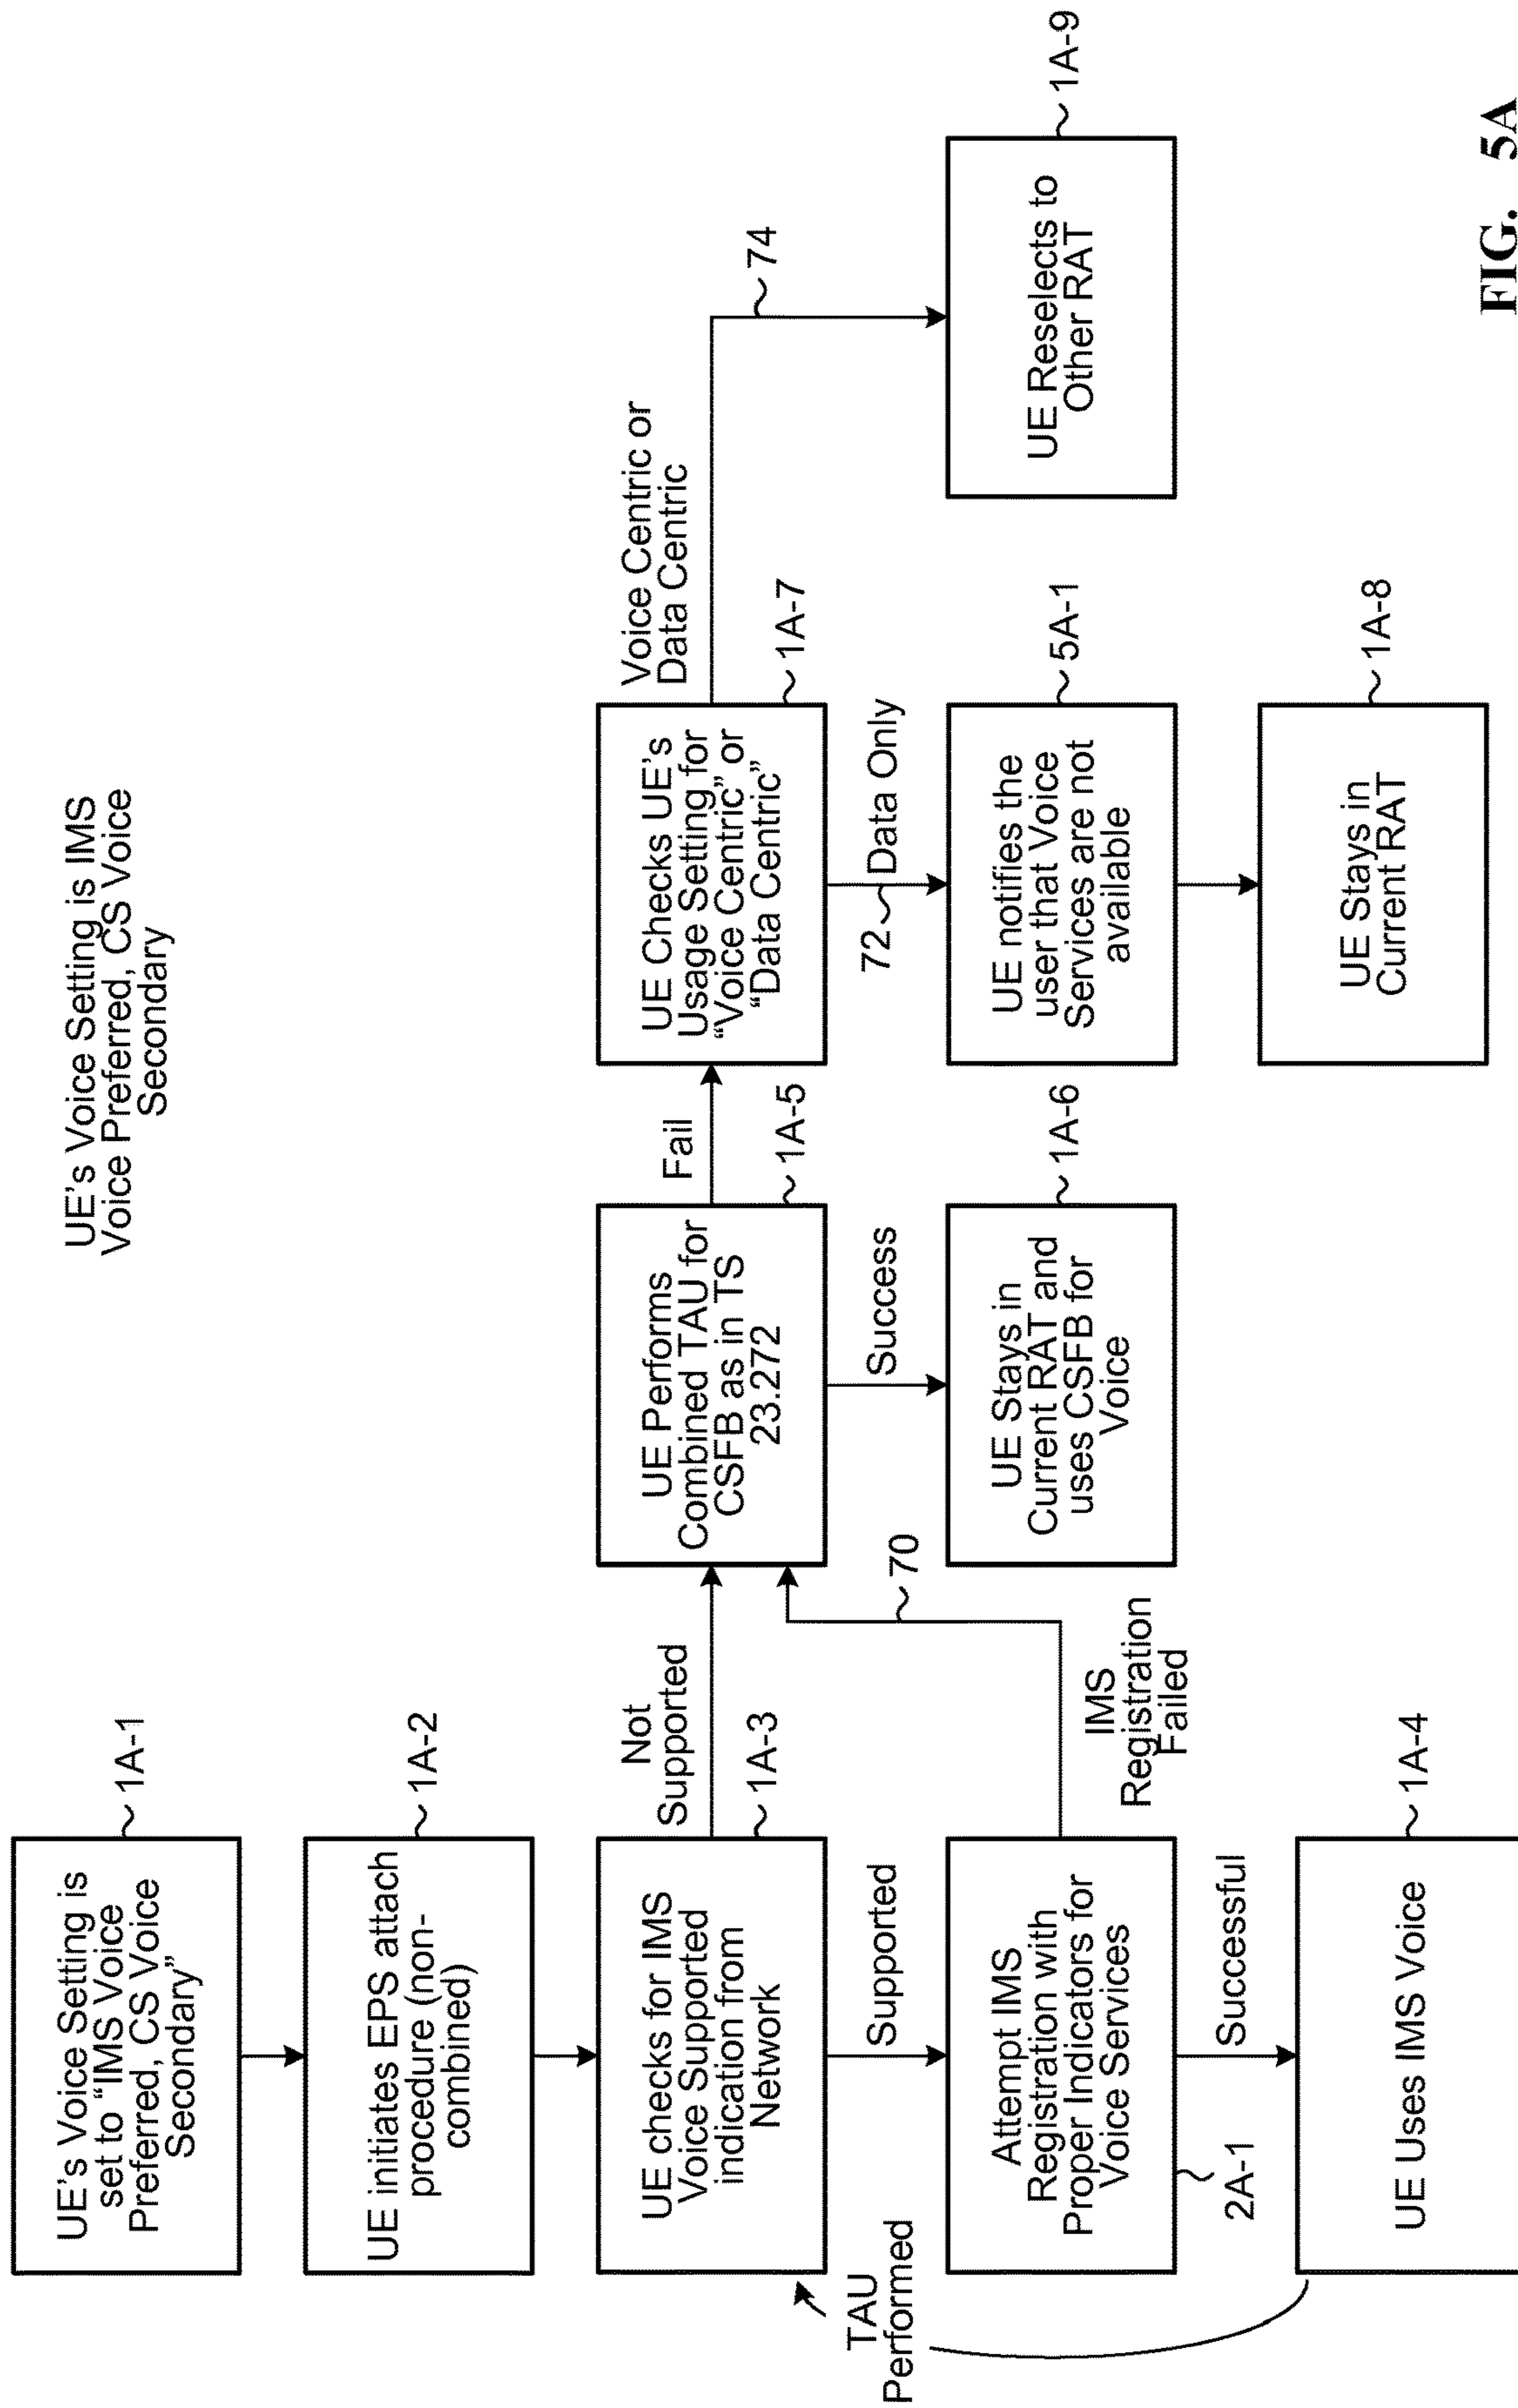 UE's Voice Setting is IMS
Voice Preferred, CS Voice
Secondary
UE's Voice Setting is
set to “IMS Voice
Preferred, CS Voice
Secondary”
1A-1
UE initiates EPS attach
procedure (non-
combined)
1A-2
UE checks for IMS
Voice Supported
indication from
Network
1A-3
Not
Supported
UE Performs
Combined TAU for
CSFB as in TS
23.272
1A-5
Fail
UE Checks UE's
Usage Setting for
“Voice Centric” or
“Data Centric”
1A-7
Voice Centric or
Data Centric
74
TAU
Performed
Supported
70
Success
72
Data Only
Attempt IMS
Registration with
Proper Indicators for
Voice Services
2A-1
IMS
Registration
Failed
UE Stays in
Current RAT and
uses CSFB for
Voice
1A-6
UE notifies the
user that Voice
Services are not
available
5A-1
UE Reselects to
Other RAT
1A-9
Successful
UE Uses IMS Voice
1A-4
UE Stays in
Current RAT
1A-8
FIG. 5A